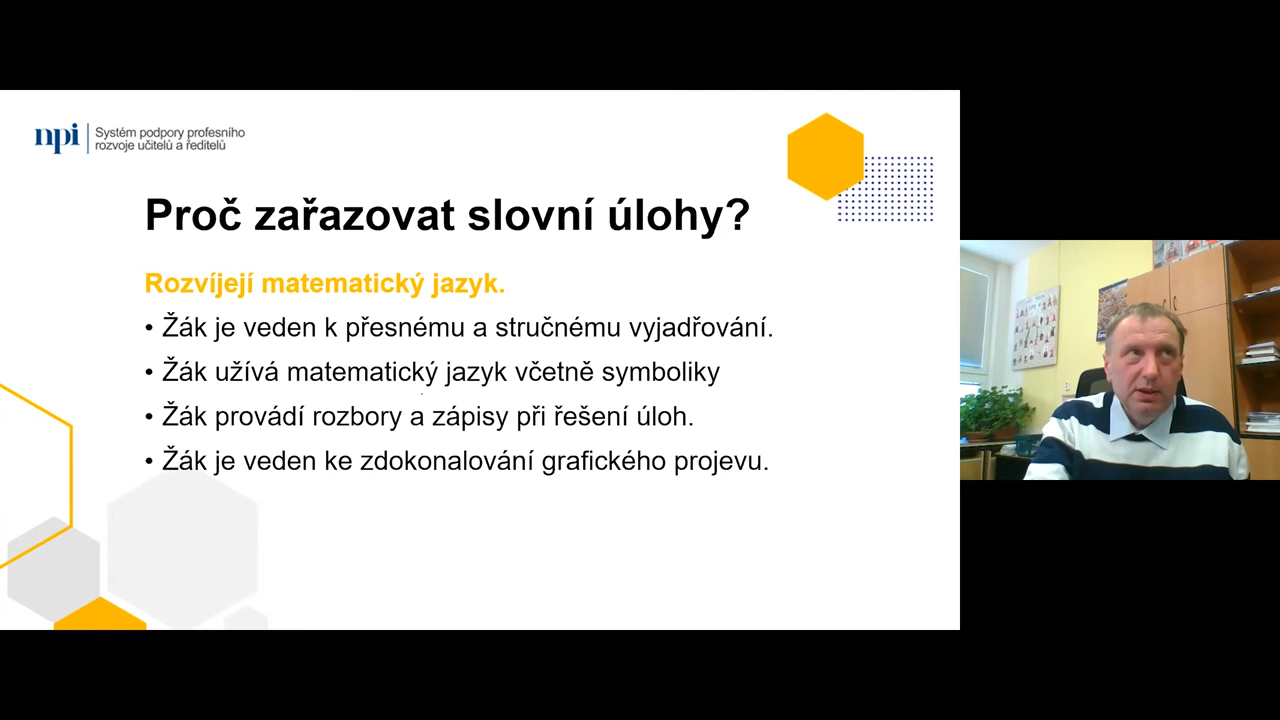 npi
Systém podpory profesního
rozvoje učitelů a ředitelů
Proč zařazovat slovní úlohy?
Rozvíjejí matematický jazyk.
• Žák je veden k přesnému a stručnému vyjadřování.
• Žák užívá matematický jazyk včetně symboliky
• Žák provádí rozbory a zápisy při řešení úloh.
• Žák je veden ke zdokonalování grafického projevu.